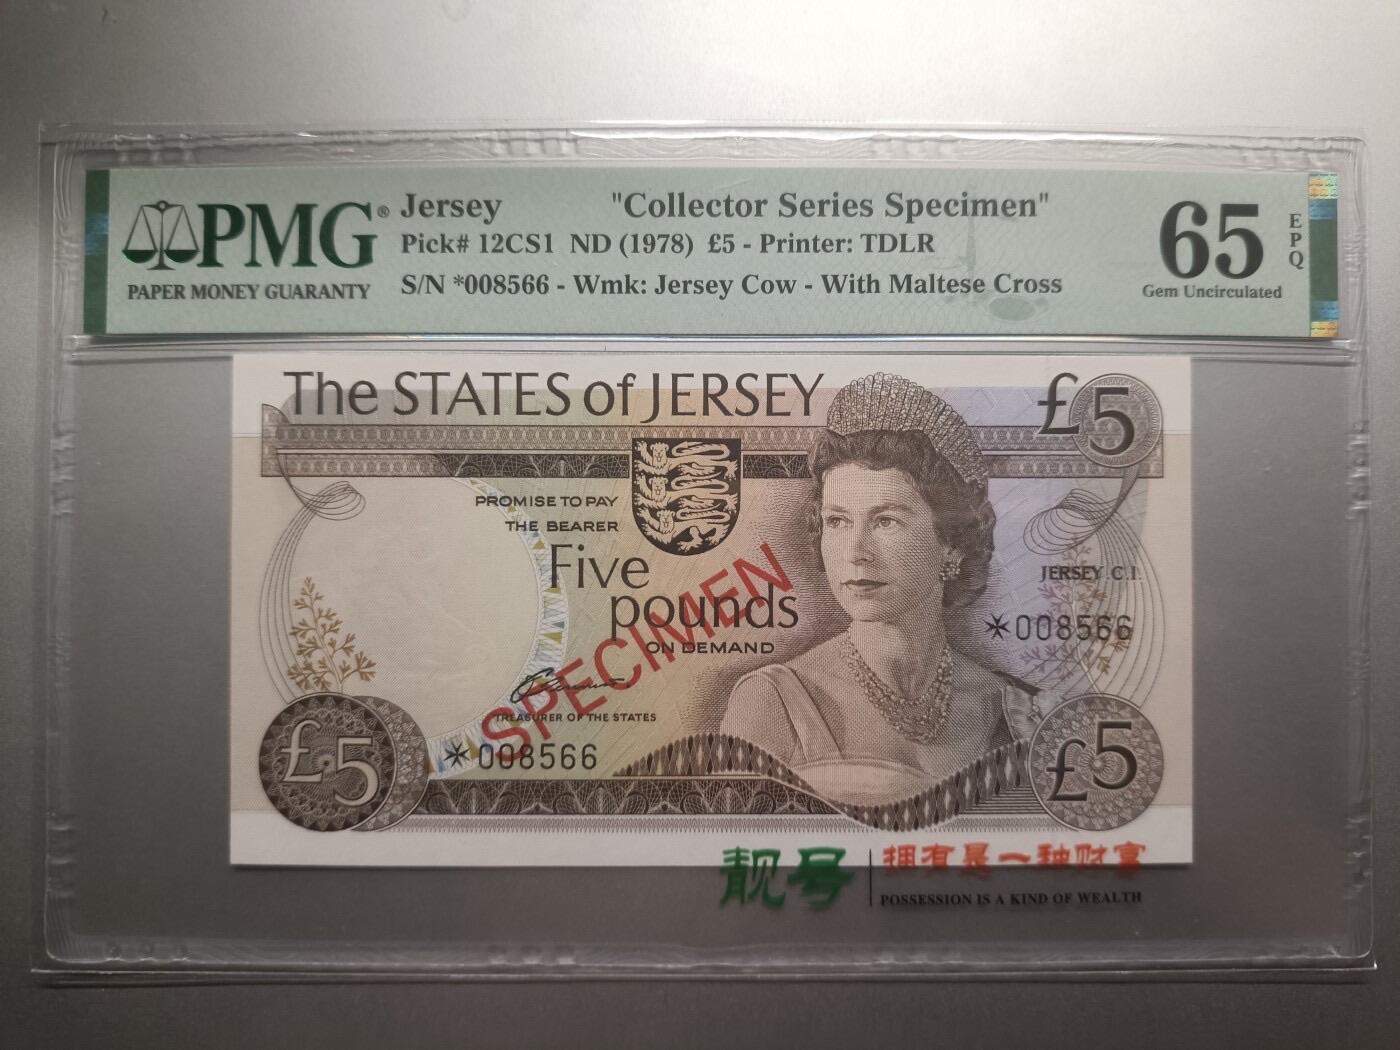 PMG®
PAPER MONEY GUARANTY
Jersey "Collector Series Specimen"
Pick# 12CS1 ND (1978) £5 - Printer: TDLR
S/N *008566 - Wmk: Jersey Cow - With Maltese Cross
65
EPQ
Gem Uncirculated
The STATES of JERSEY
£5
PROMISE TO PAY
THE BEARER
Five
pounds
ON DEMAND
SPECIMEN
JERSEY C.I.
*008566
TREASURER OF THE STATES
*008566
£5
£5
靓号
拥有是一种财富
POSSESSION IS A KIND OF WEALTH